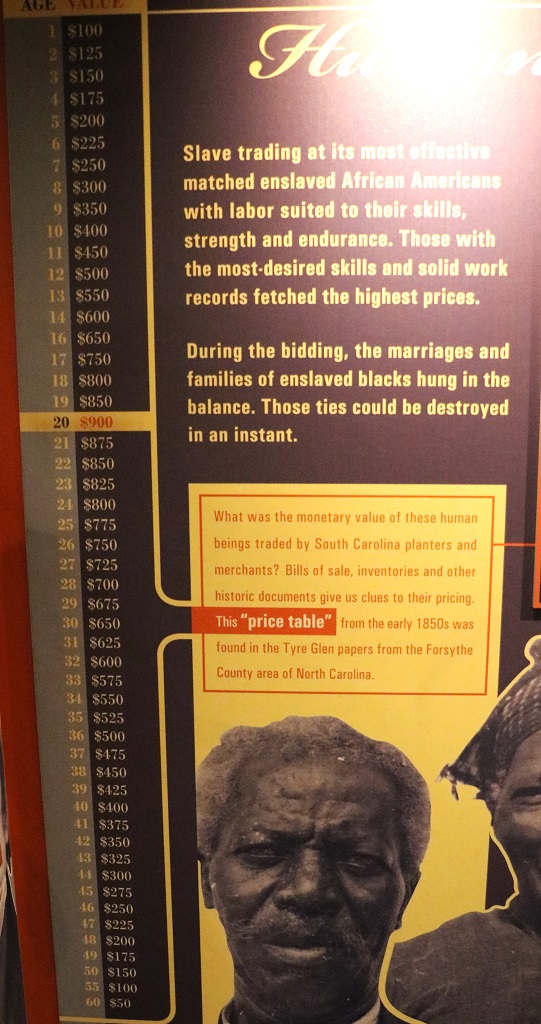 AGE VALUE
1 $100
2 $125
3 $150
4 $175
5 $200
6 $225
7 $250
8 $300
9 $350
10 $400
11 $450
12 $500
13 $550
14 $600
16 $650
17 $750
18 $800
19 $850
20 $900
21 $875
22 $850
23 $825
24 $800
25 $775
26 $750
27 $725
28 $700
29 $675
30 $650
31 $625
32 $600
33 $575
34 $550
35 $525
36 $500
37 $475
38 $450
39 $425
40 $400
41 $375
42 $350
43 $325
44 $300
45 $275
46 $250
47 $225
48 $200
49 $175
50 $150
55 $100
60 $50
Slave trading at its most effective
matched enslaved African Americans
with labor suited to their skills,
strength and endurance. Those with
the most-desired skills and solid work
records fetched the highest prices.
During the bidding, the marriages and
families of enslaved blacks hung in the
balance. Those ties could be destroyed
in an instant.
What was the monetary value of these human
beings traded by South Carolina planters and
merchants? Bills of sale, inventories and other
historic documents give us clues to their pricing.
This "price table" from the early 1850s was
found in the Tyre Glen papers from the Forsythe
County area of North Carolina.